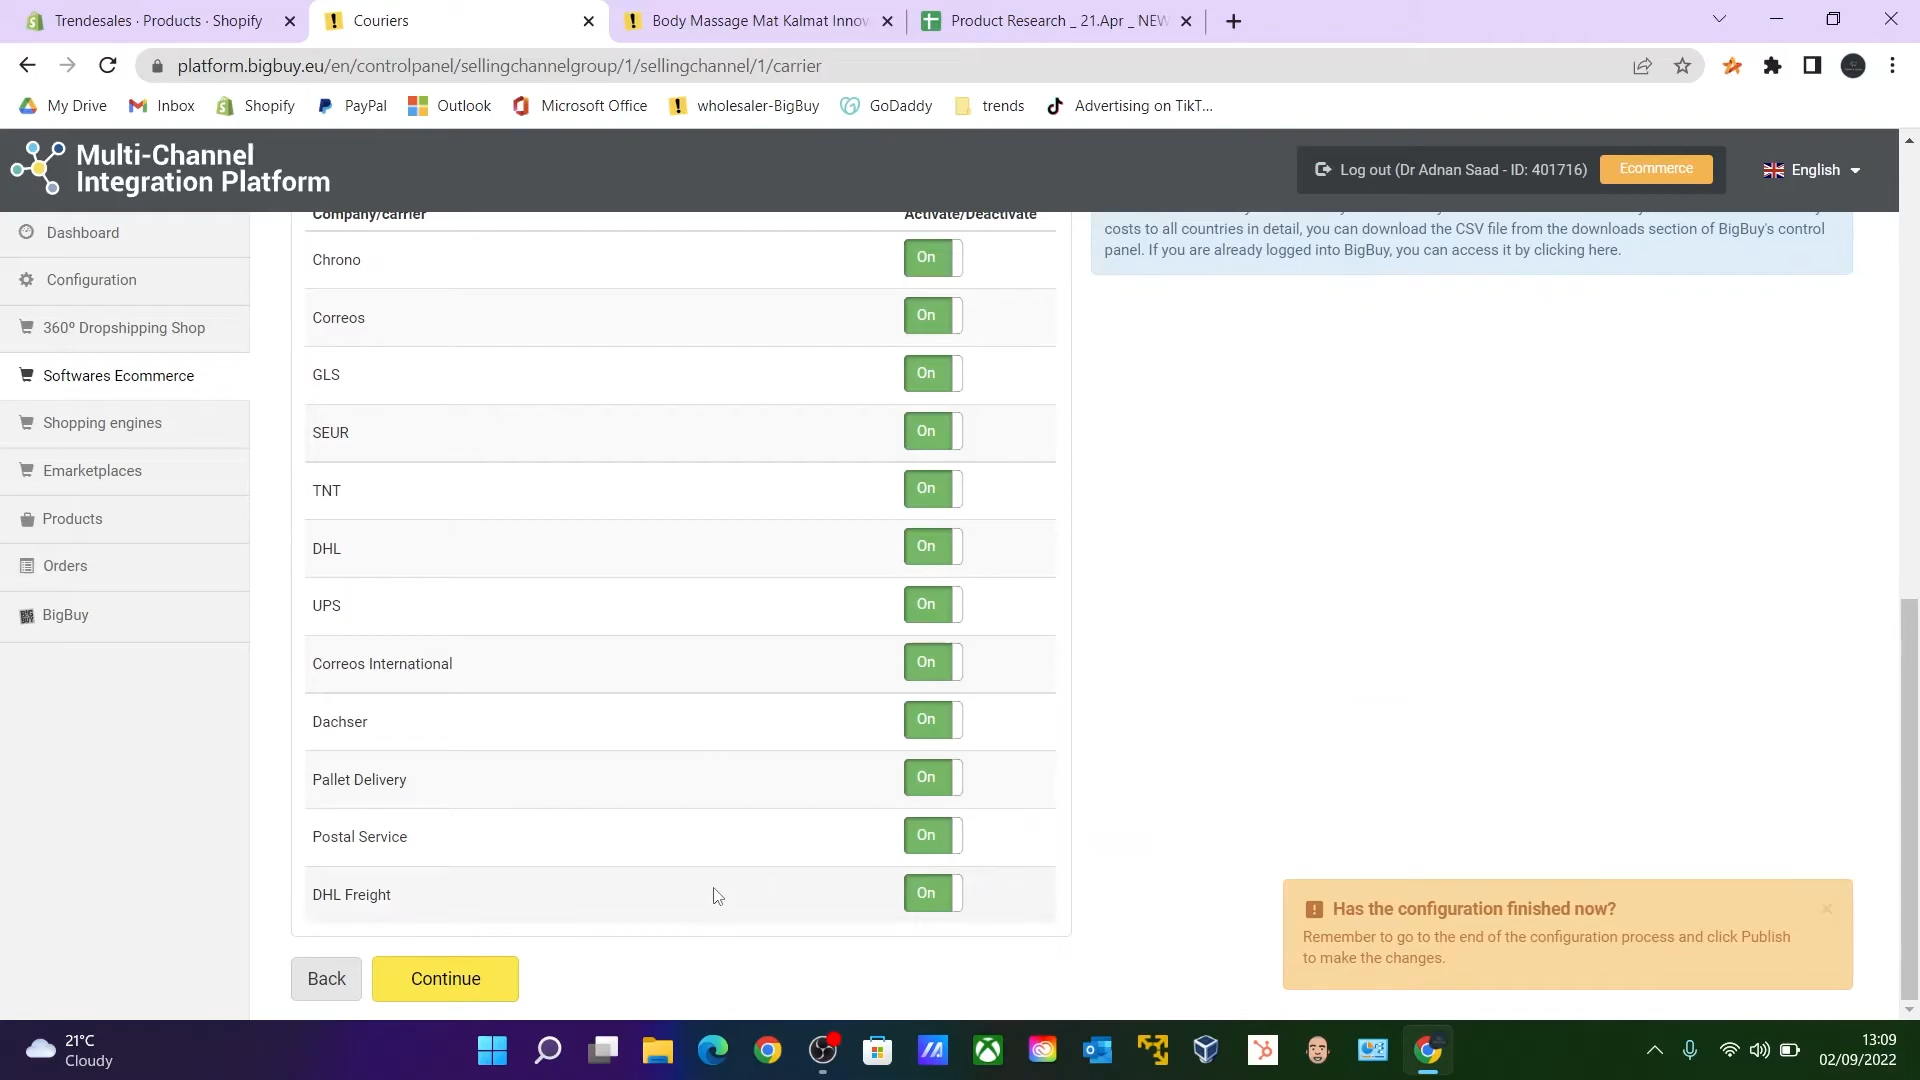 Trendesales · Products · Shopify
Couriers
Body Massage Mat Kalmat Innov
Product Research _ 21.Apr _ NEW
platform.bigbuy.eu/en/controlpanel/sellingchannelgroup/1/sellingchannel/1/carrier
My Drive
Inbox
Shopify
PayPal
Outlook
Microsoft Office
wholesaler-BigBuy
GoDaddy
trends
Advertising on TikT...
Multi-Channel
Integration Platform
Log out (Dr Adnan Saad - ID: 401716)
Ecommerce
English
Dashboard
Configuration
360º Dropshipping Shop
Softwares Ecommerce
Shopping engines
Emarketplaces
Products
Orders
BigBuy
Company/carrier
Activate/Deactivate
Chrono
On
Correos
On
GLS
On
SEUR
On
TNT
On
DHL
On
UPS
On
Correos International
On
Dachser
On
Pallet Delivery
On
Postal Service
On
DHL Freight
On
Back
Continue
costs to all countries in detail, you can download the CSV file from the downloads section of BigBuy's control
panel. If you are already logged into BigBuy, you can access it by clicking here.
Has the configuration finished now?
Remember to go to the end of the configuration process and click Publish
to make the changes.
21°C
Cloudy
13:09
02/09/2022